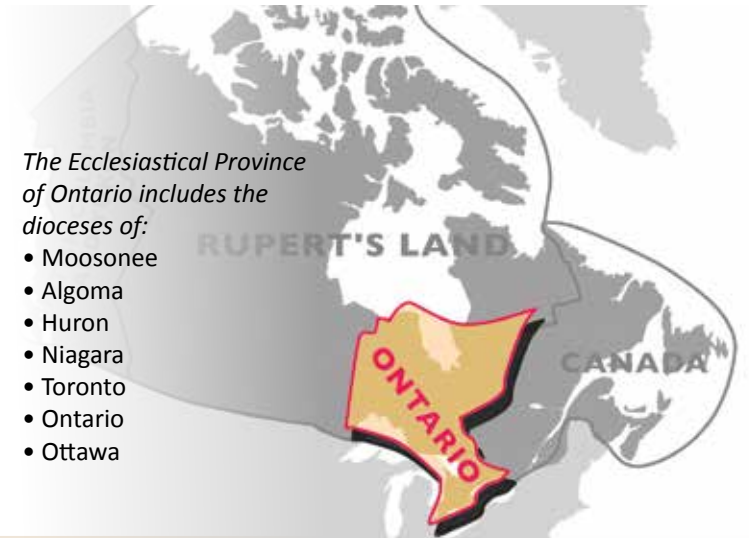 The Ecclesiastical Province
of Ontario includes the
dioceses of:
• Moosonee
• Algoma
• Huron
• Niagara
• Toronto
• Ontario
• Ottawa
RUPERT'S LAND
ONTARIO
CANADA